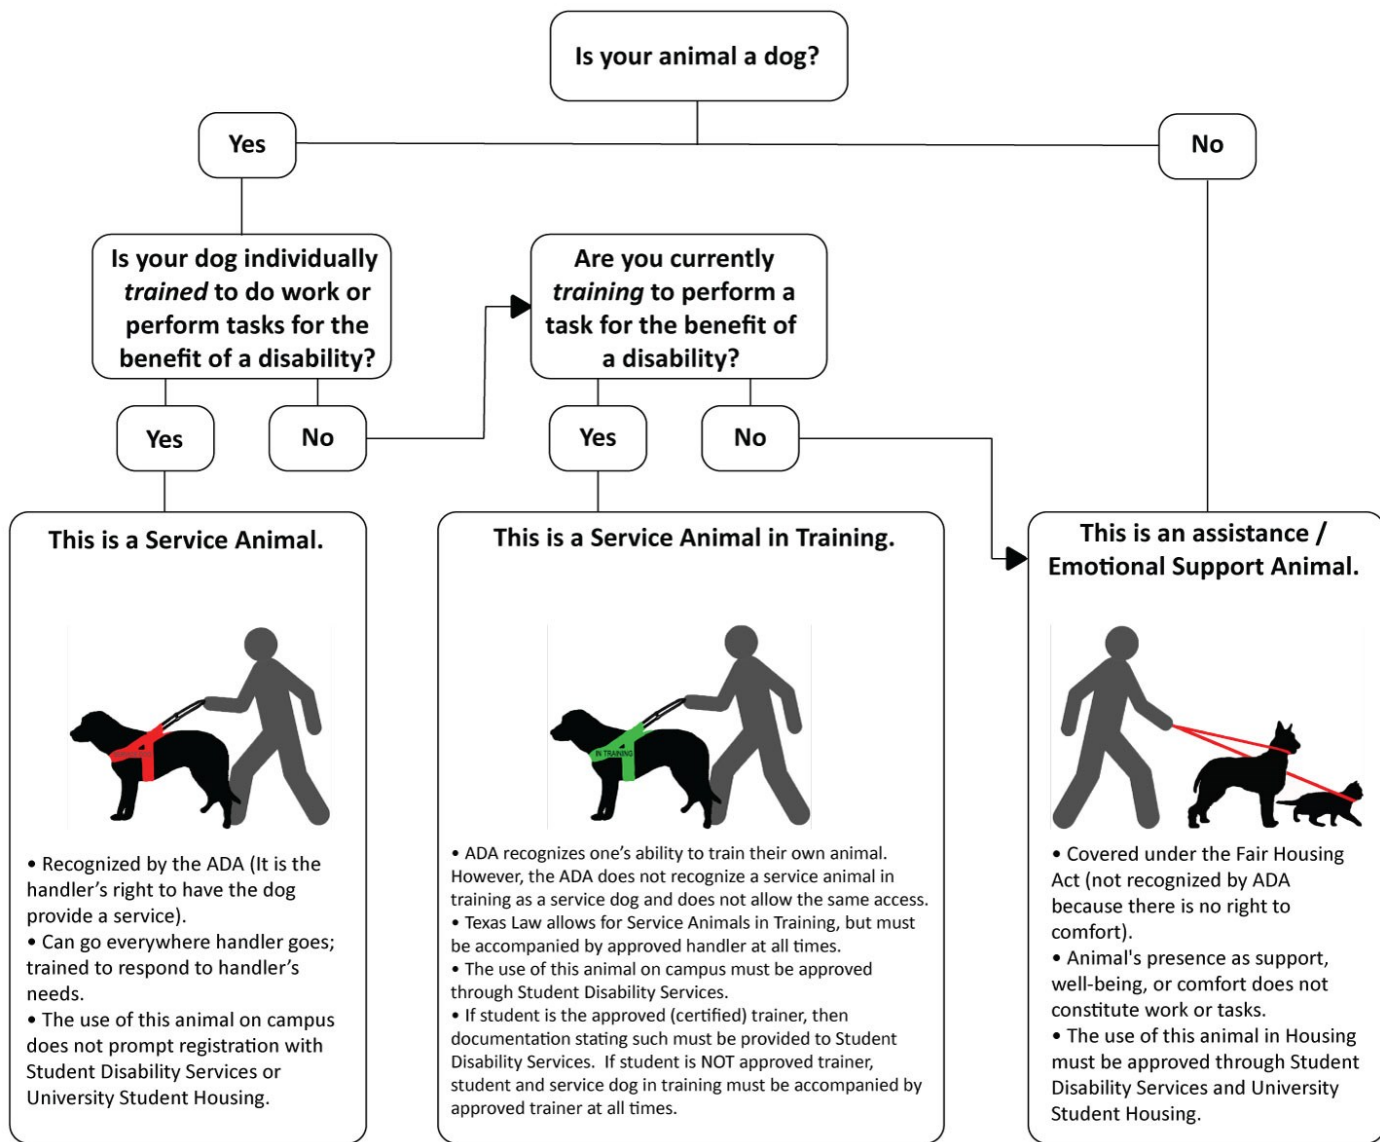 Is your animal a dog?
Yes
No
Is your dog individually
trained to do work or
perform tasks for the
benefit of a disability?
Are you currently
training to perform a
task for the benefit of
a disability?
Yes
No
Yes
No
This is a Service Animal.
• Recognized by the ADA (It is the
handler's right to have the dog
provide a service).
• Can go everywhere handler goes;
trained to respond to handler's
needs.
• The use of this animal on campus
does not prompt registration with
Student Disability Services or
University Student Housing.
This is a Service Animal in Training.
IN TRAINING
• ADA recognizes one's ability to train their own animal.
However, the ADA does not recognize a service animal in
training as a service dog and does not allow the same access.
• Texas Law allows for Service Animals in Training, but must
be accompanied by approved handler at all times.
• The use of this animal on campus must be approved
through Student Disability Services.
• If student is the approved (certified) trainer, then
documentation stating such must be provided to Student
Disability Services.  If student is NOT approved trainer,
student and service dog in training must be accompanied by
approved trainer at all times.
This is an assistance /
Emotional Support Animal.
• Covered under the Fair Housing
Act (not recognized by ADA
because there is no right to
comfort).
• Animal's presence as support,
well-being, or comfort does not
constitute work or tasks.
• The use of this animal in Housing
must be approved through Student
Disability Services and University
Student Housing.